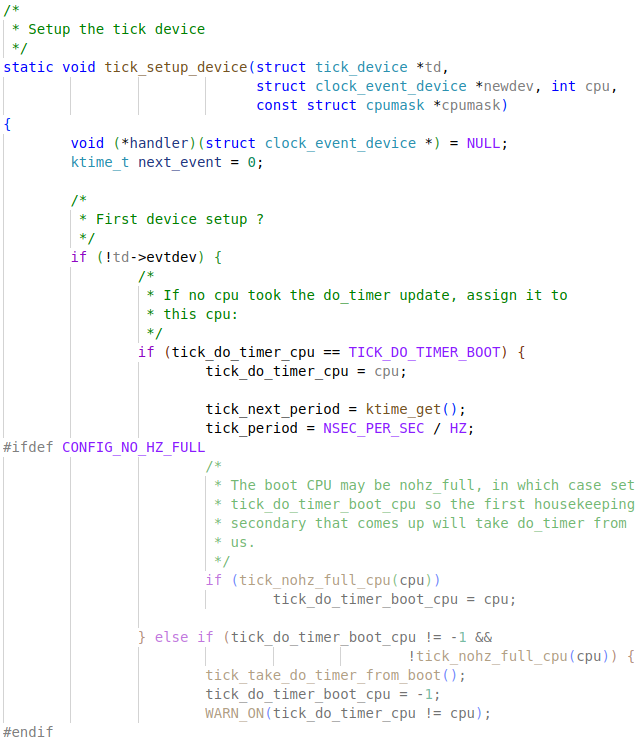 /*
 * Setup the tick device
 */
static void tick_setup_device(struct tick_device *td,
                              struct clock_event_device *newdev, int cpu,
                              const struct cpumask *cpumask)
{
        void (*handler)(struct clock_event_device *) = NULL;
        ktime_t next_event = 0;

        /*
         * First device setup ?
         */
        if (!td->evtdev) {
                /*
                 * If no cpu took the do_timer update, assign it to
                 * this cpu:
                 */
                if (tick_do_timer_cpu == TICK_DO_TIMER_BOOT) {
                        tick_do_timer_cpu = cpu;

                        tick_next_period = ktime_get();
                        tick_period = NSEC_PER_SEC / HZ;
#ifdef CONFIG_NO_HZ_FULL
                        /*
                         * The boot CPU may be nohz_full, in which case set
                         * tick_do_timer_boot_cpu so the first housekeeping
                         * secondary that comes up will take do_timer from
                         * us.
                         */
                        if (tick_nohz_full_cpu(cpu))
                                tick_do_timer_boot_cpu = cpu;

                } else if (tick_do_timer_boot_cpu != -1 &&
                                                !tick_nohz_full_cpu(cpu)) {
                        tick_take_do_timer_from_boot();
                        tick_do_timer_boot_cpu = -1;
                        WARN_ON(tick_do_timer_cpu != cpu);
#endif